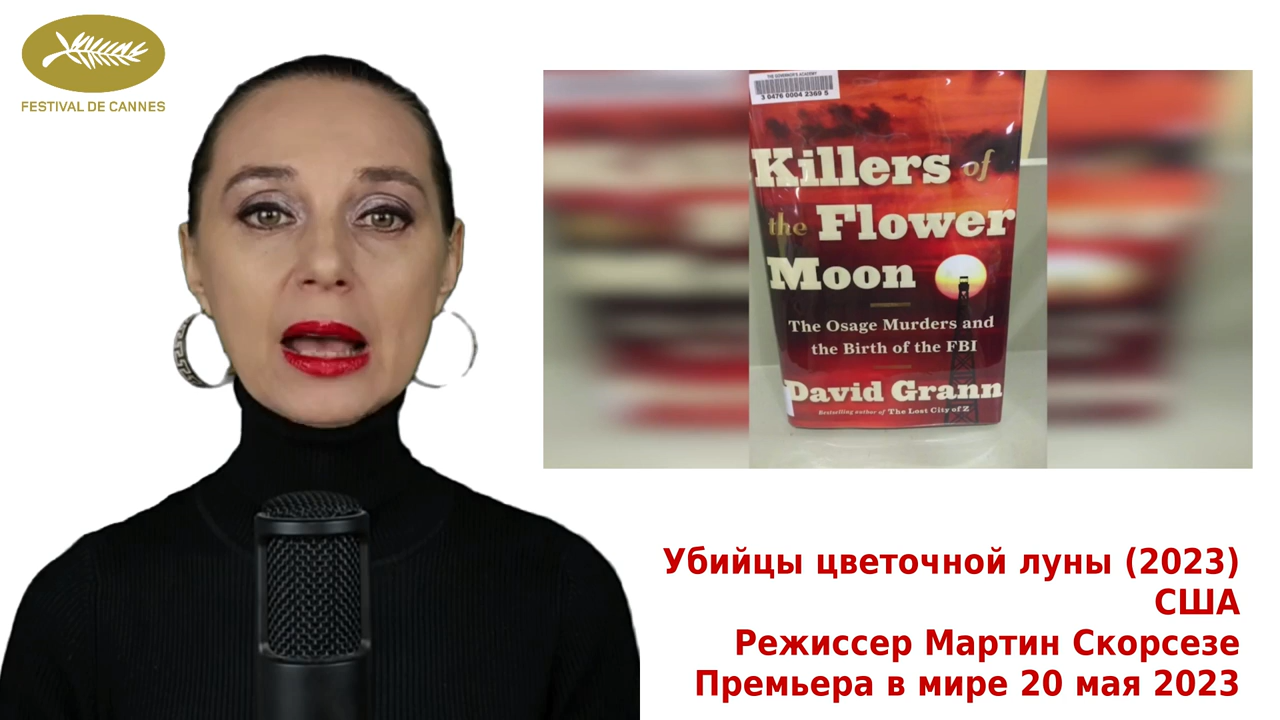 FESTIVAL DE CANNES
THE GOVERNOR'S ACADEMY
3 0476 0004 2369 5
Killers of
the Flower
Moon
The Osage Murders and
the Birth of the FBI
David Grann
Bestselling author of The Lost City of Z
Убийцы цветочной луны (2023)
США
Режиссер Мартин Скорсезе
Премьера в мире 20 мая 2023